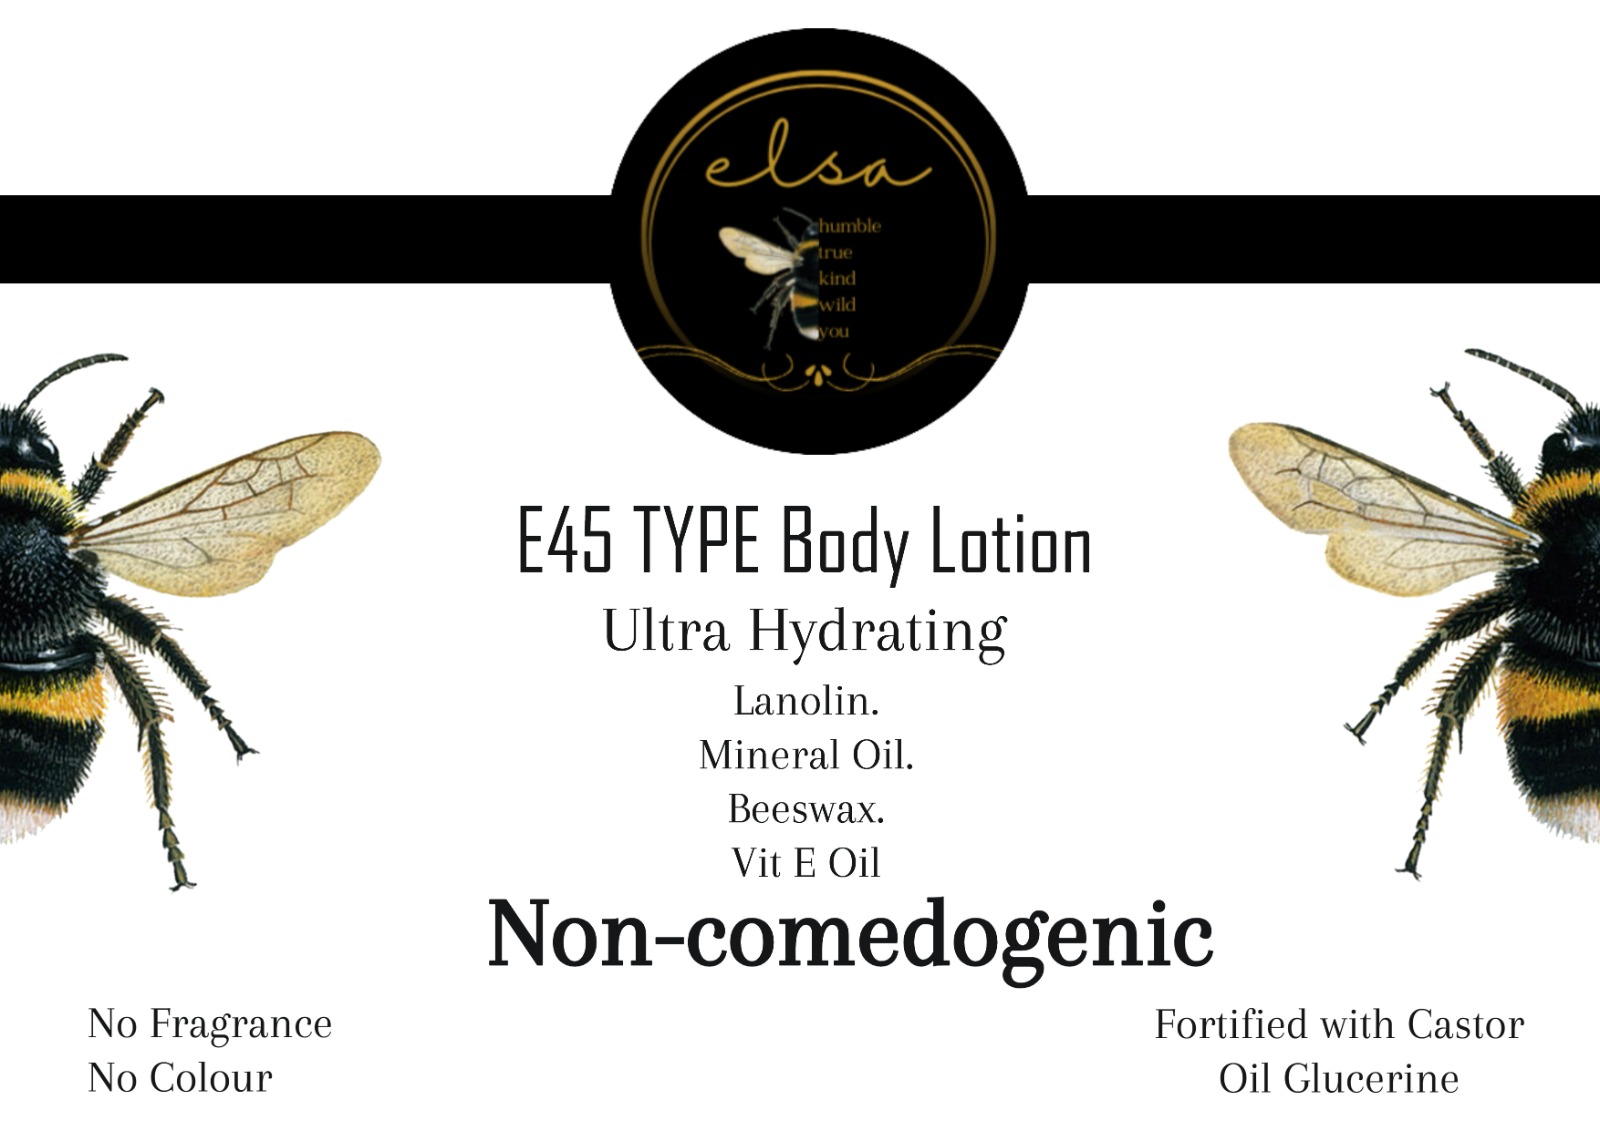 elsa
humble
true
kind
wild
you
E45 TYPE Body Lotion
Ultra Hydrating
Lanolin.
Mineral Oil.
Beeswax.
Vit E Oil
Non-comedogenic
No Fragrance
No Colour
Fortified with Castor
Oil Glucerine